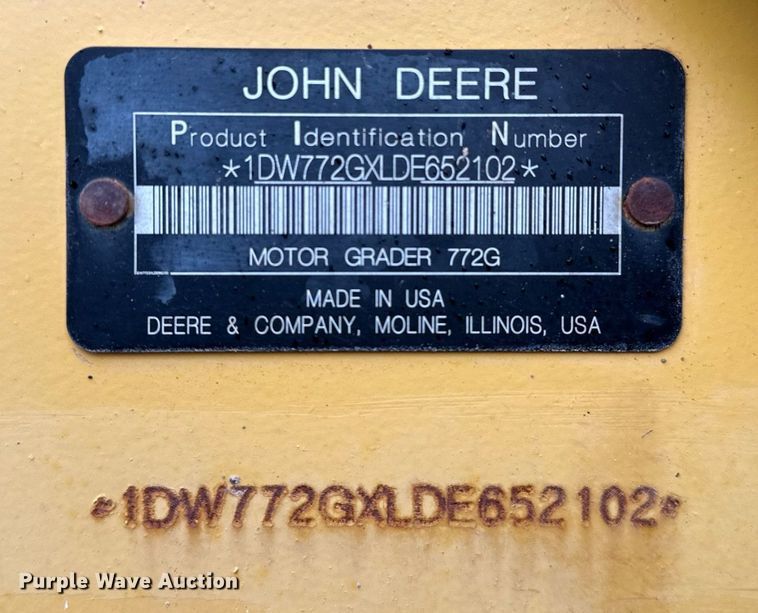 JOHN DEERE
Product Identification Number
*1DW772GXLDE652102*
MOTOR GRADER 772G
MADE IN USA
DEERE & COMPANY, MOLINE, ILLINOIS, USA
*1DW772GXLDE652102*
Purple Wave Auction